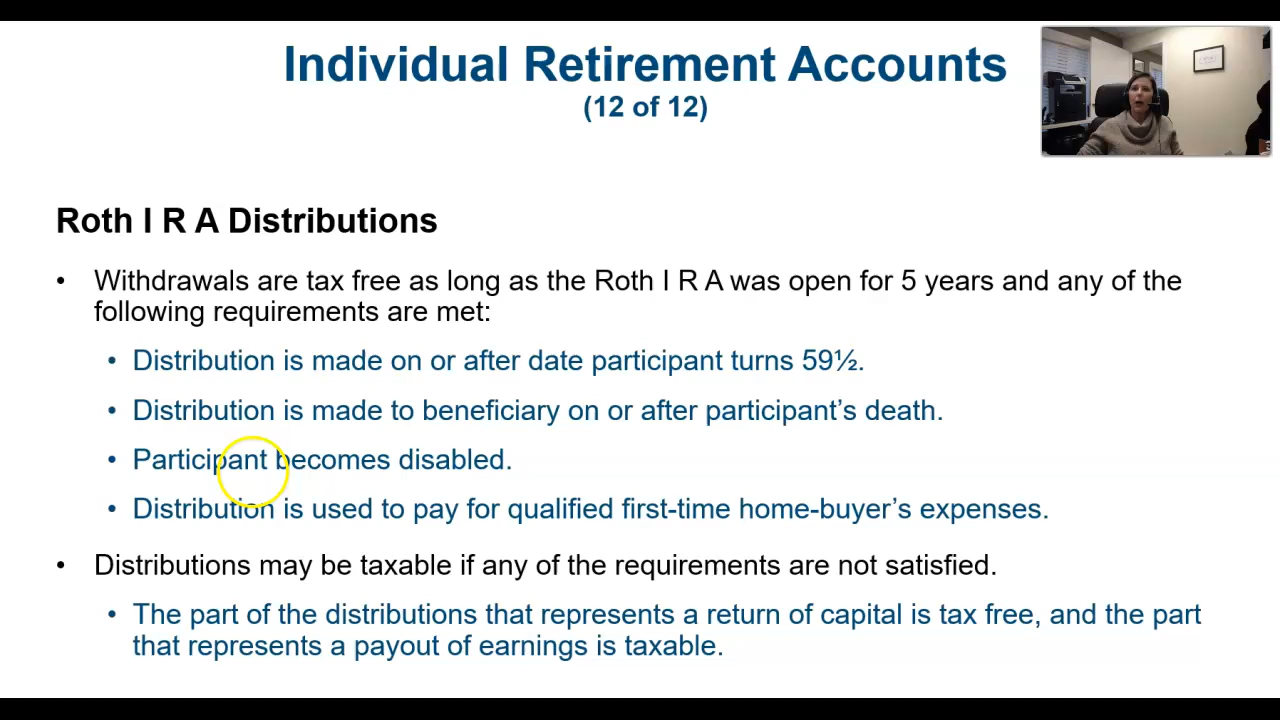 Individual Retirement Accounts
(12 of 12)
Roth I R A Distributions
• Withdrawals are tax free as long as the Roth I R A was open for 5 years and any of the
following requirements are met:
• Distribution is made on or after date participant turns 59½.
• Distribution is made to beneficiary on or after participant’s death.
• Participant becomes disabled.
• Distribution is used to pay for qualified first-time home-buyer’s expenses.
• Distributions may be taxable if any of the requirements are not satisfied.
• The part of the distributions that represents a return of capital is tax free, and the part
that represents a payout of earnings is taxable.